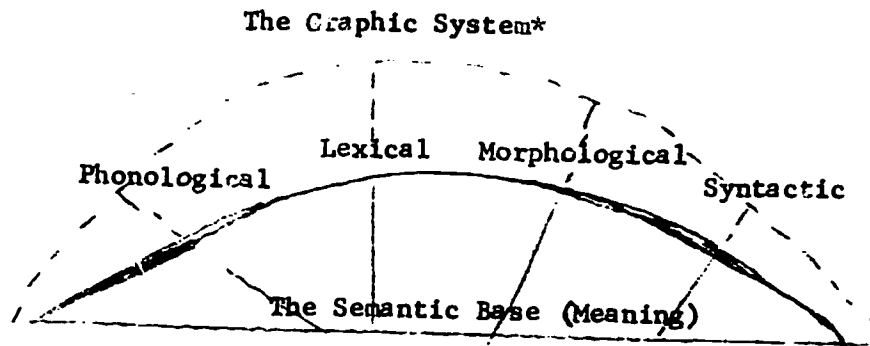 The Graphic System*
Lexical Morphological
Phonological Syntactic
The Semantic Base (Meaning)